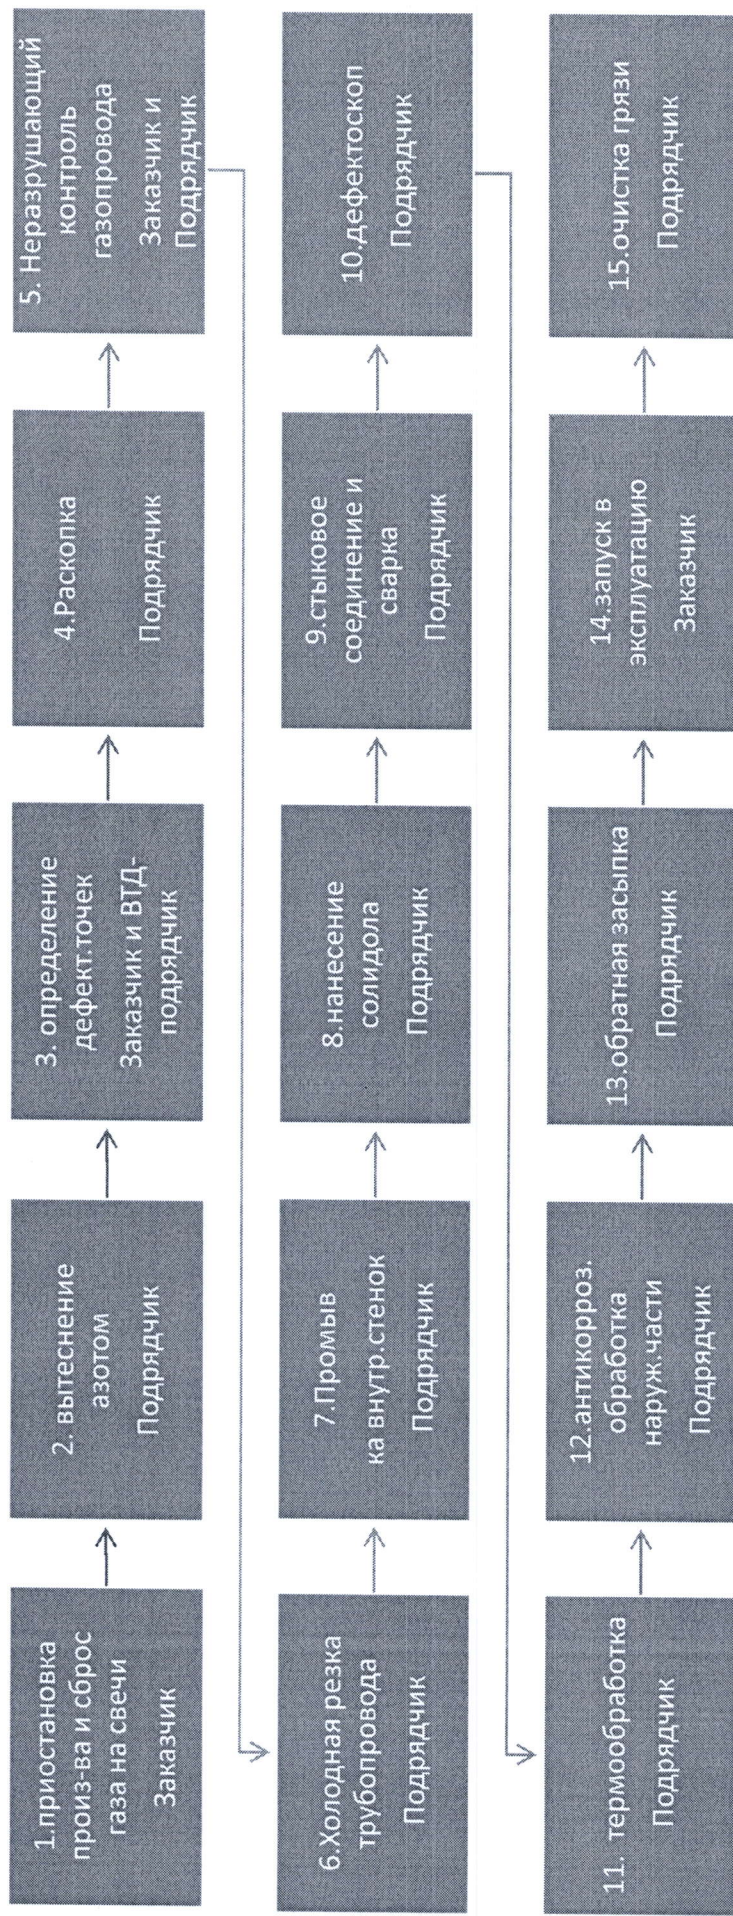 1.приостановка
произ-ва и сброс
газа на свечи
Заказчик
2. вытеснение
азотом
Подрядчик
3. определение
дефект.точек
Заказчик и ВТД-
подрядчик
4.Раскопка
Подрядчик
5. Неразрушающий
контроль
газопровода
Заказчик и
Подрядчик
6.Холодная резка
трубопровода
Подрядчик
7.Промыв
ка внутр.стенок
Подрядчик
8.нанесение
солидола
Подрядчик
9.стыковое
соединение и
сварка
Подрядчик
10.дефектоскоп
Подрядчик
11. термообработка
Подрядчик
12.антикорроз.
обработка
наруж.части
Подрядчик
13.обратная засыпка
Подрядчик
14.запуск в
эксплуатацию
Заказчик
15.очистка грязи
Подрядчик